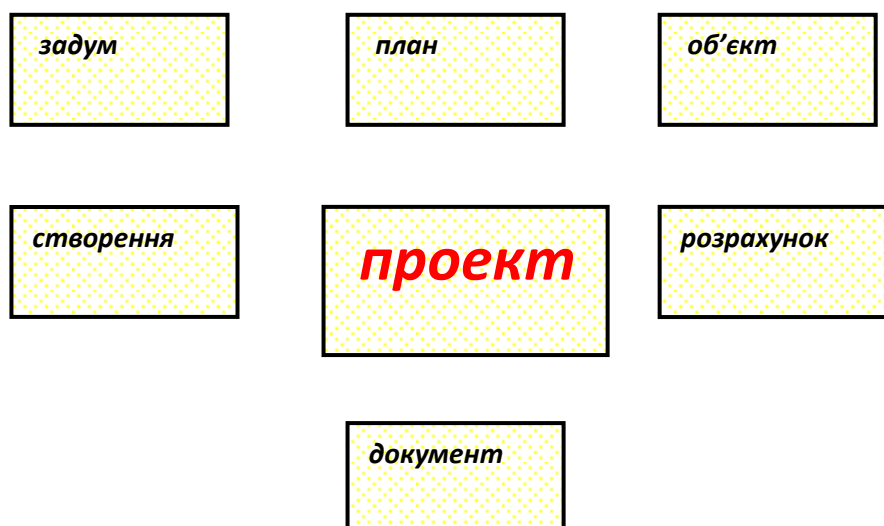 задум
план
об’єкт
створення
проект
розрахунок
документ